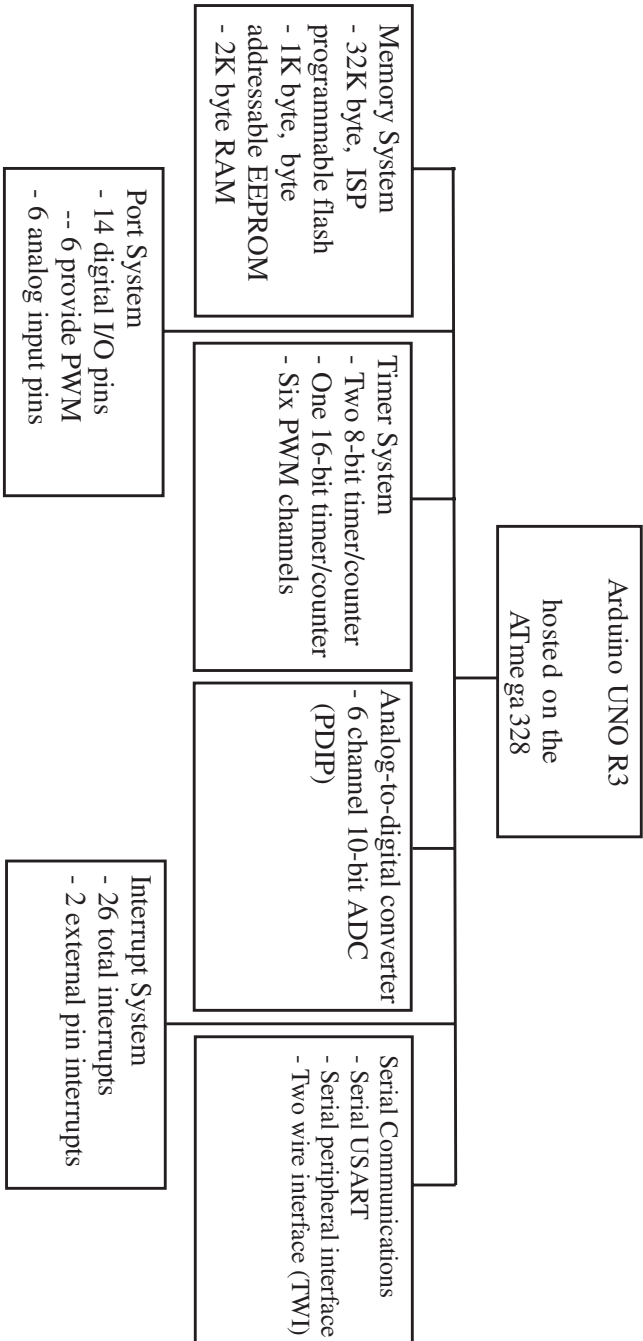 Arduino UNO R3
hosted on the
ATmega328
Memory System
- 32K byte, ISP
programmable flash
- 1K byte, byte
addressable EEPROM
- 2K byte RAM
Timer System
- Two 8-bit timer/counter
- One 16-bit timer/counter
- Six PWM channels
Analog-to-digital converter
- 6 channel 10-bit ADC
(PDIP)
Serial Communications
- Serial USART
- Serial peripheral interface
- Two wire interface (TWI)
Port System
- 14 digital I/O pins
-- 6 provide PWM
- 6 analog input pins
Interrupt System
- 26 total interrupts
- 2 external pin interrupts